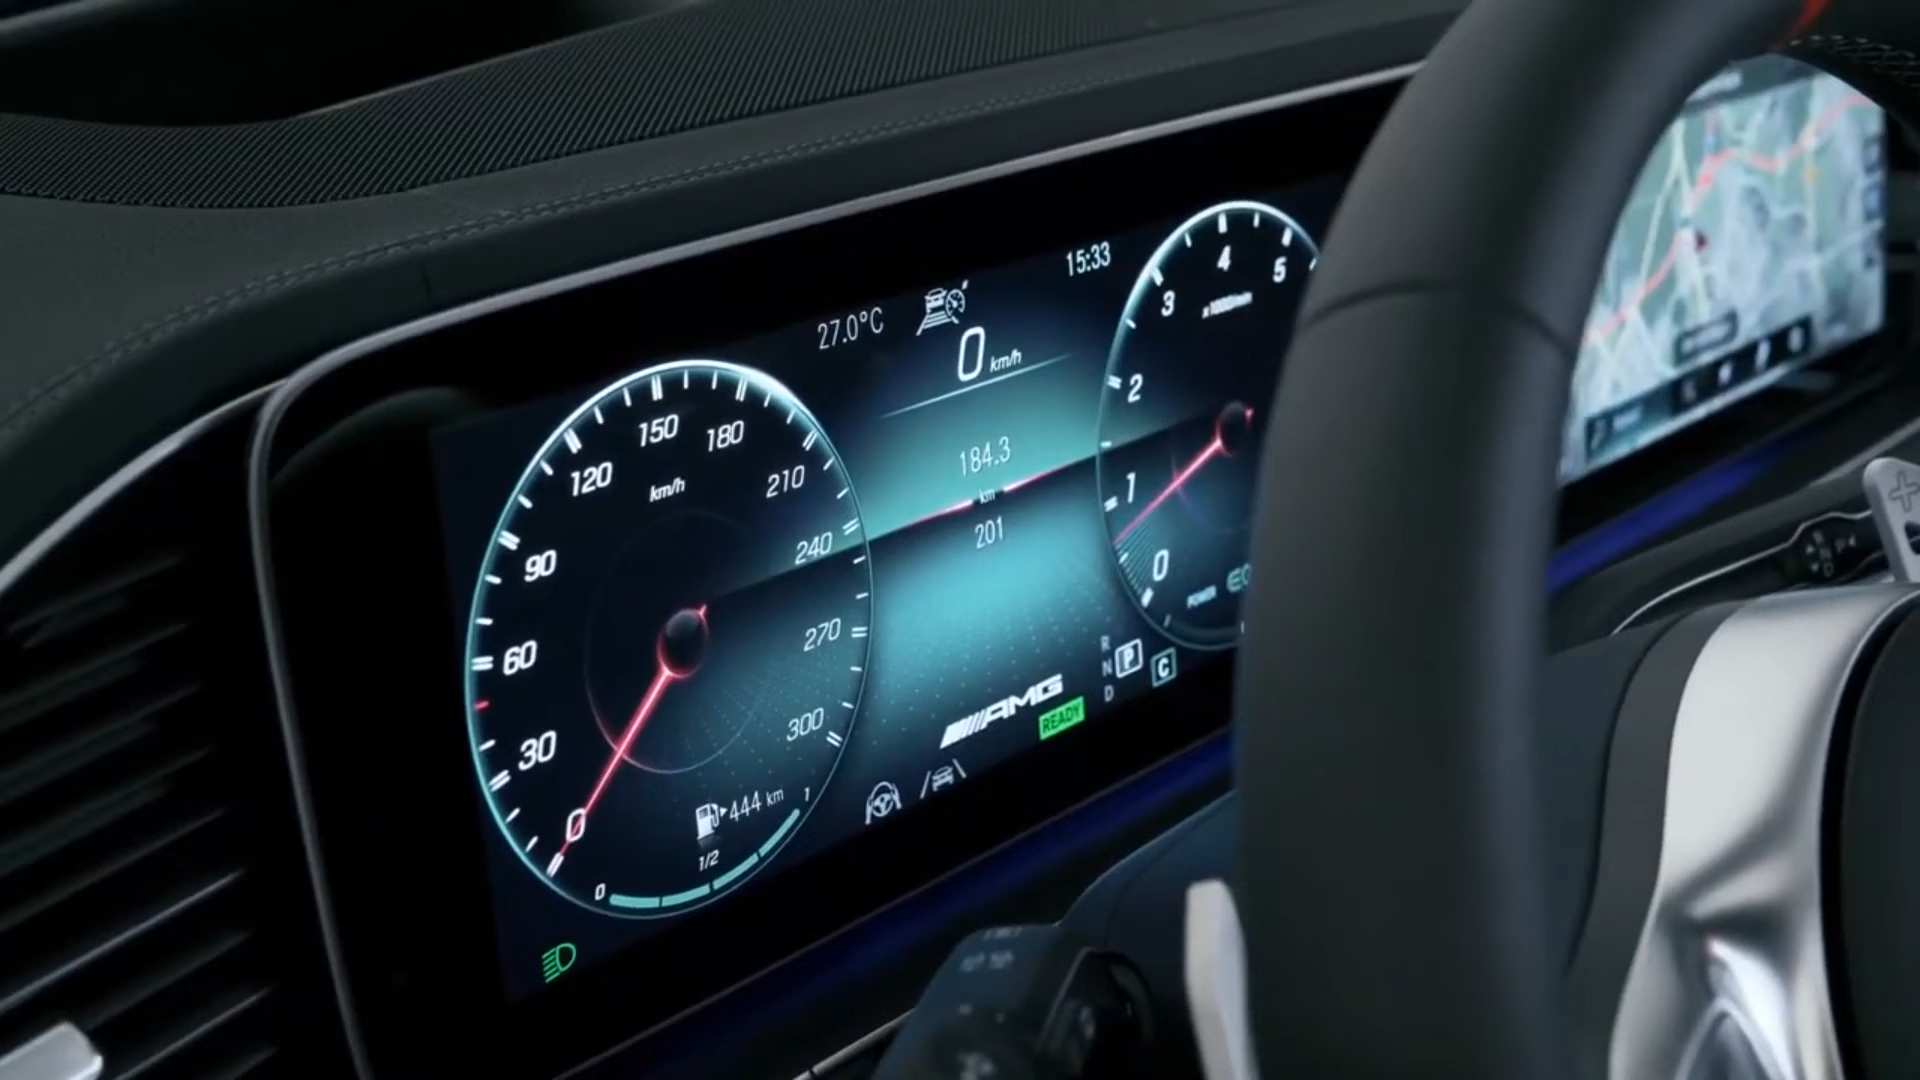 27.0°C
15:33
0 km/h
184.3
km
201
150
180
120
210
km/h
90
240
60
270
30
300
0
444 km
1
1/2
0
4
5
3
x1000/min
2
1
0
POWER
R
N
P
D
C
AMG
READY